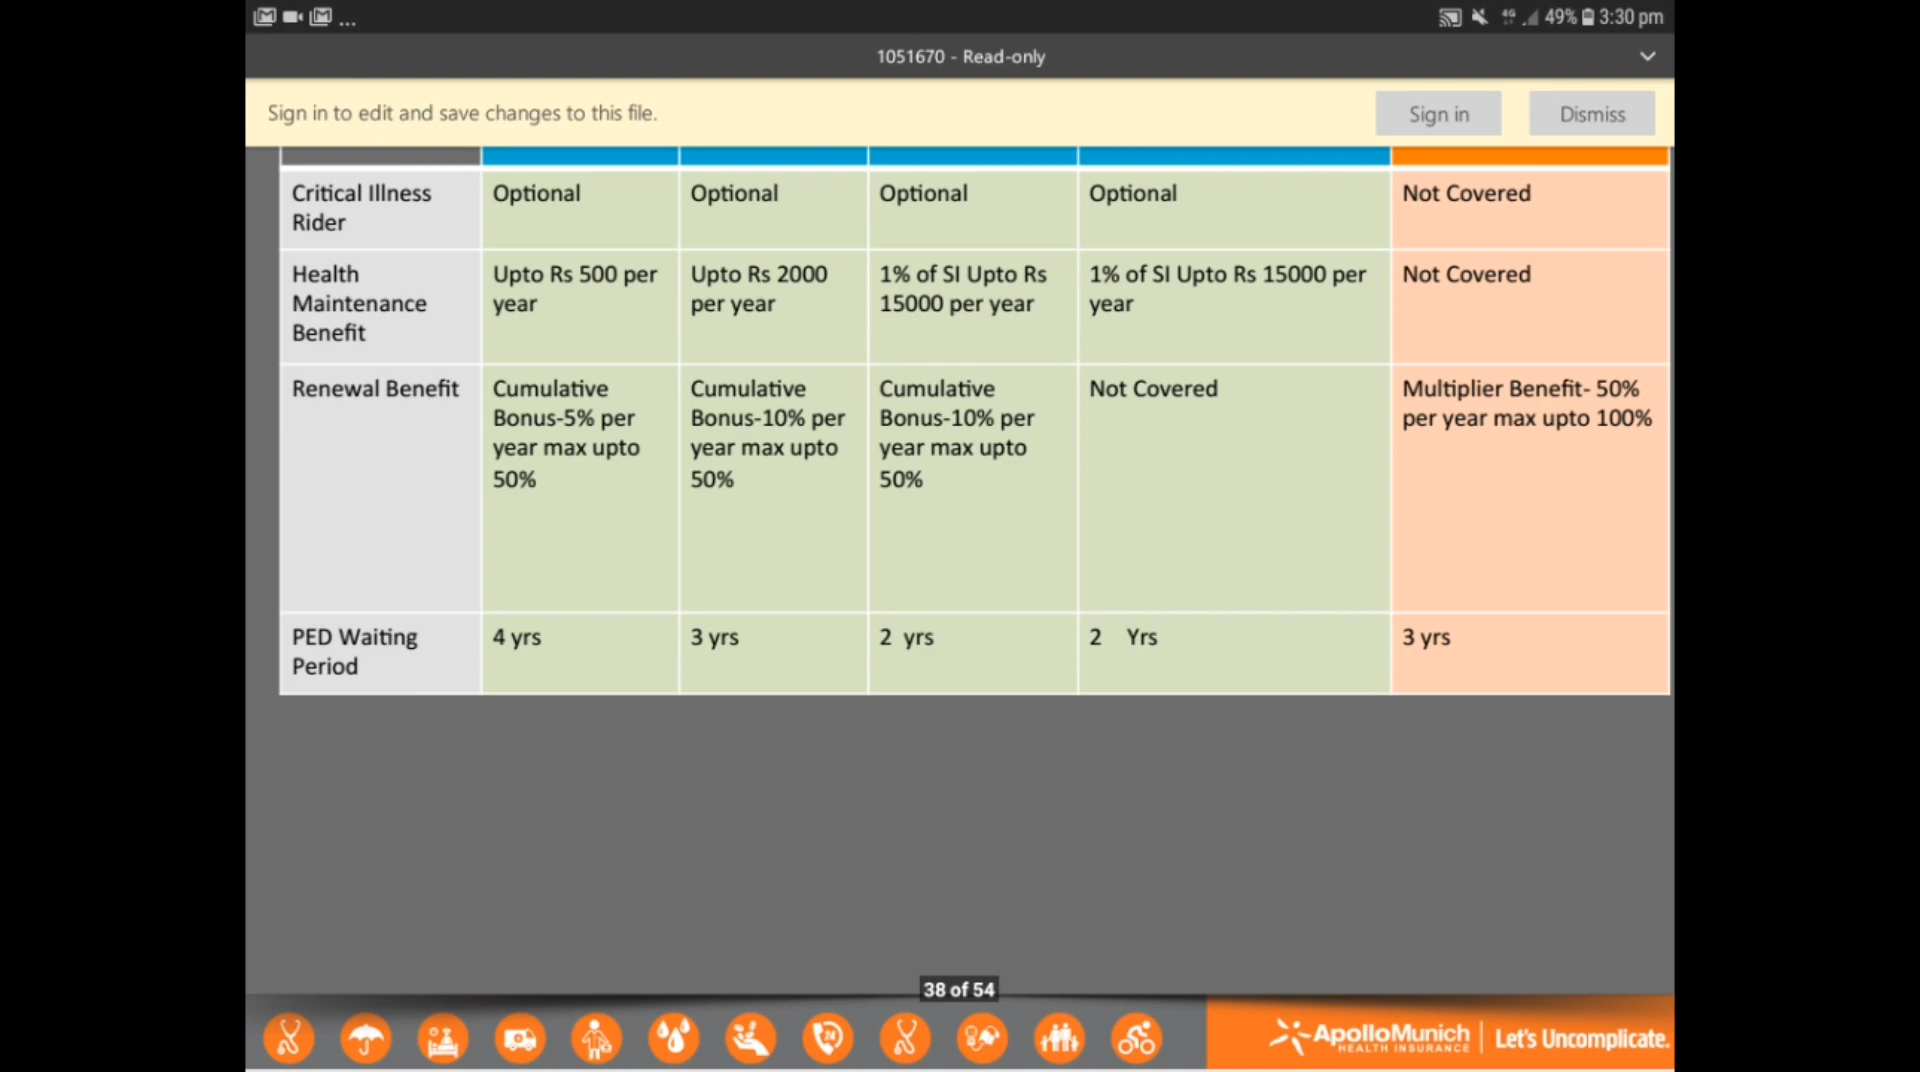 ... 4G 49% 3:30 pm
1051670 - Read-only
Sign in to edit and save changes to this file.
Sign in
Dismiss
Critical Illness
Rider
Optional
Optional
Optional
Optional
Not Covered
Health
Maintenance
Benefit
Upto Rs 500 per
year
Upto Rs 2000
per year
1% of SI Upto Rs
15000 per year
1% of SI Upto Rs 15000 per
year
Not Covered
Renewal Benefit
Cumulative
Bonus-5% per
year max upto
50%
Cumulative
Bonus-10% per
year max upto
50%
Cumulative
Bonus-10% per
year max upto
50%
Not Covered
Multiplier Benefit- 50%
per year max upto 100%
PED Waiting
Period
4 yrs
3 yrs
2 yrs
2 Yrs
3 yrs
38 of 54
24
ApolloMunich
HEALTH INSURANCE
Let's Uncomplicate.